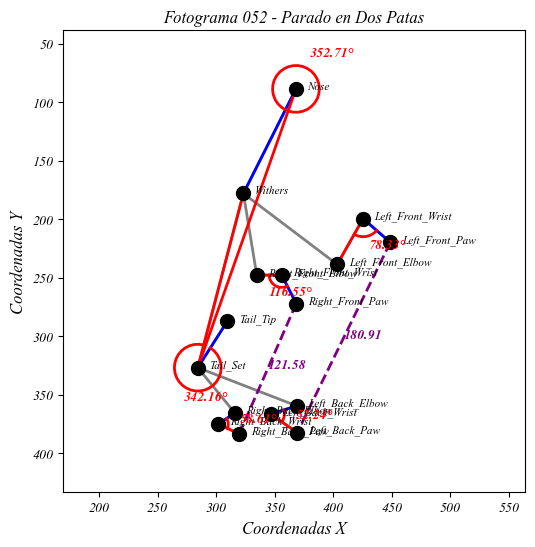 Fotograma 052 - Parado en Dos Patas
352.71°
Nose
Withers
Left_Front_Wrist
78.33°
Left_Front_Paw
Left_Front_Elbow
116.55°
Right_Front_Paw
Tail_Tip
180.91
121.58
Tail_Set
342.16°
Left_Back_Elbow
Left_Back_Paw
50
100
150
200
250
300
350
400
Coordenadas Y
200
250
300
350
400
450
500
550
Coordenadas X